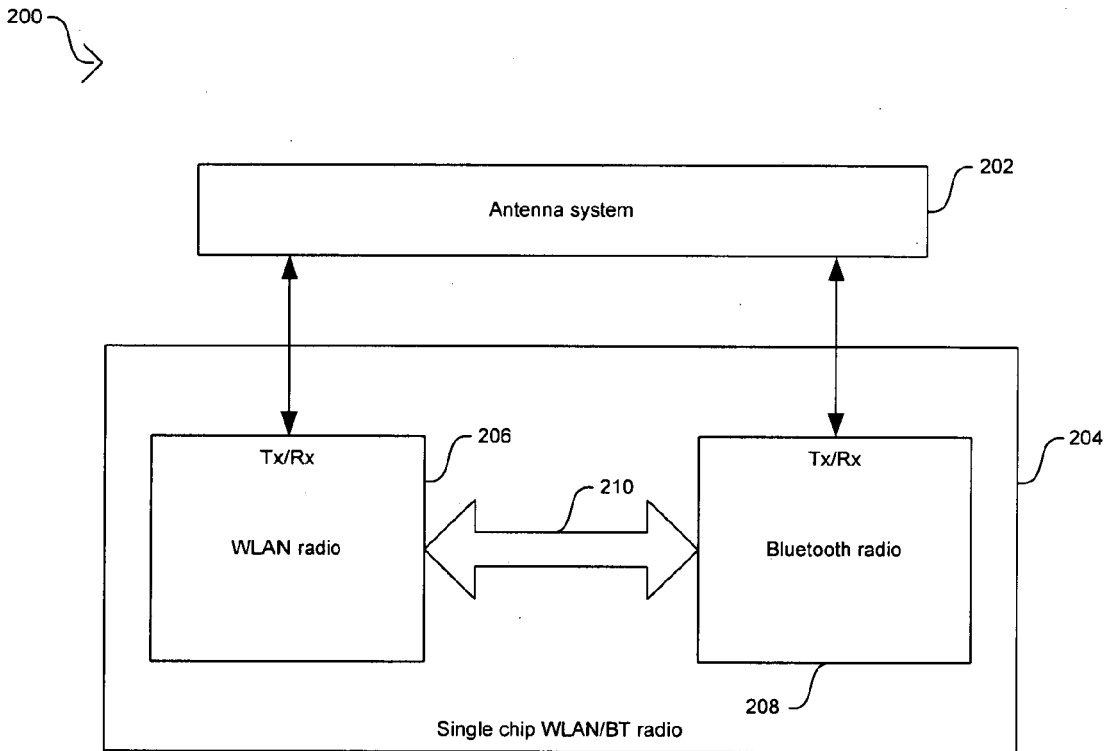 200
202
Antenna system
206
Tx/Rx
Tx/Rx
204
210
WLAN radio
Bluetooth radio
208
Single chip WLAN/BT radio